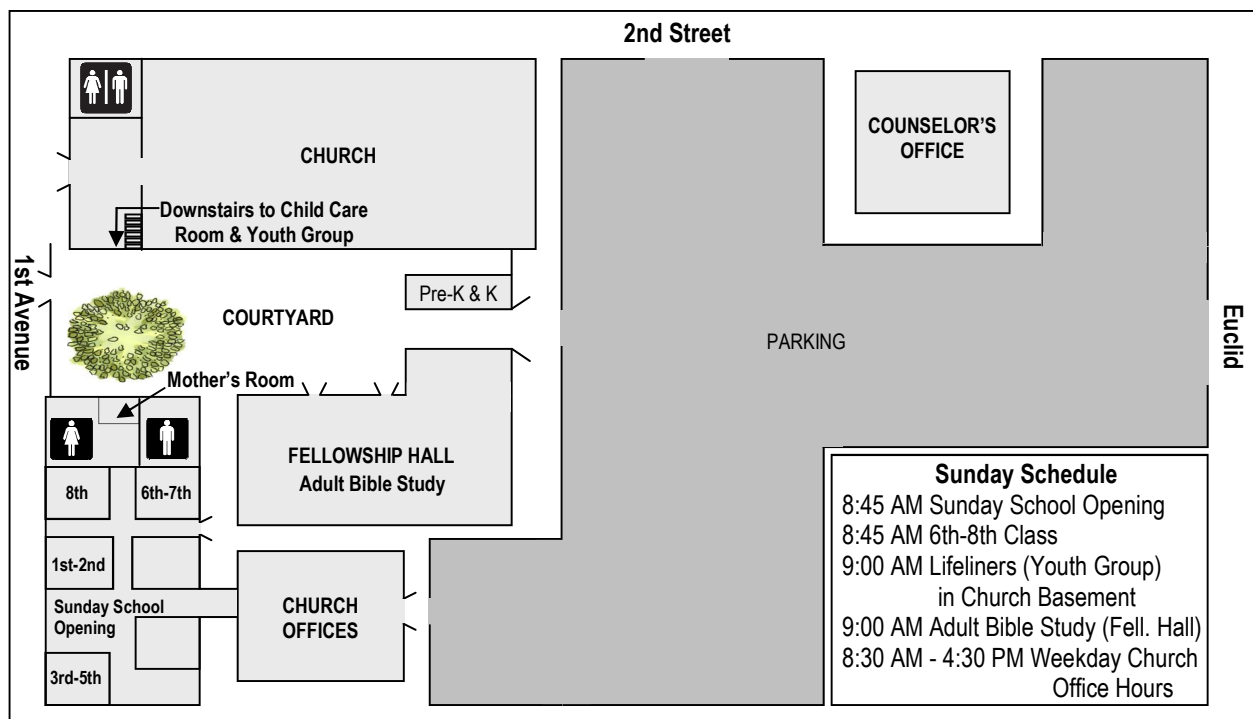 2nd Street
CHURCH
COUNSELOR'S
OFFICE
Downstairs to Child Care
Room & Youth Group
1st Avenue
Pre-K & K
COURTYARD
PARKING
Euclid
Mother's Room
FELLOWSHIP HALL
Adult Bible Study
8th
6th-7th
1st-2nd
Sunday School
Opening
3rd-5th
CHURCH
OFFICES
Sunday Schedule
8:45 AM Sunday School Opening
8:45 AM 6th-8th Class
9:00 AM Lifeliners (Youth Group)
in Church Basement
9:00 AM Adult Bible Study (Fell. Hall)
8:30 AM - 4:30 PM Weekday Church
Office Hours